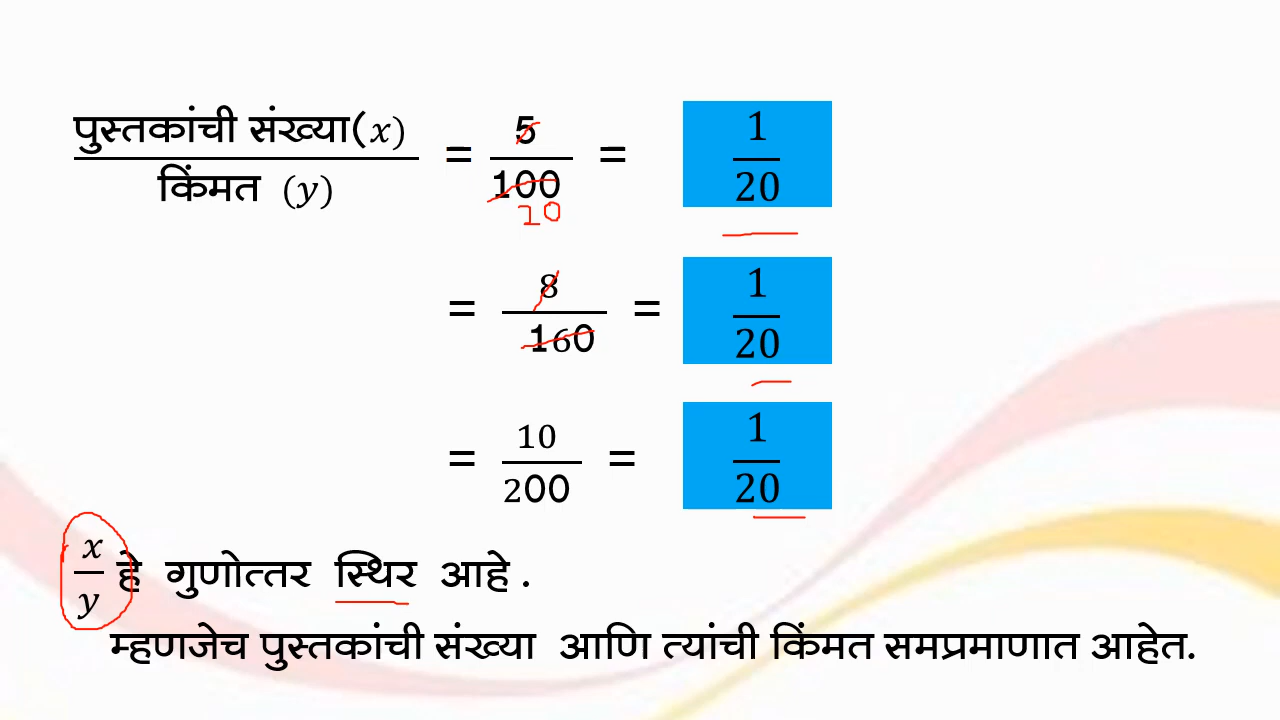 पुस्तकांची संख्या(x) / किंमत (y) = 5/100 = 1/20
20
= 8/160 = 1/20
= 10/200 = 1/20
x/y हे गुणोत्तर स्थिर आहे .
म्हणजेच पुस्तकांची संख्या आणि त्यांची किंमत समप्रमाणात आहेत.